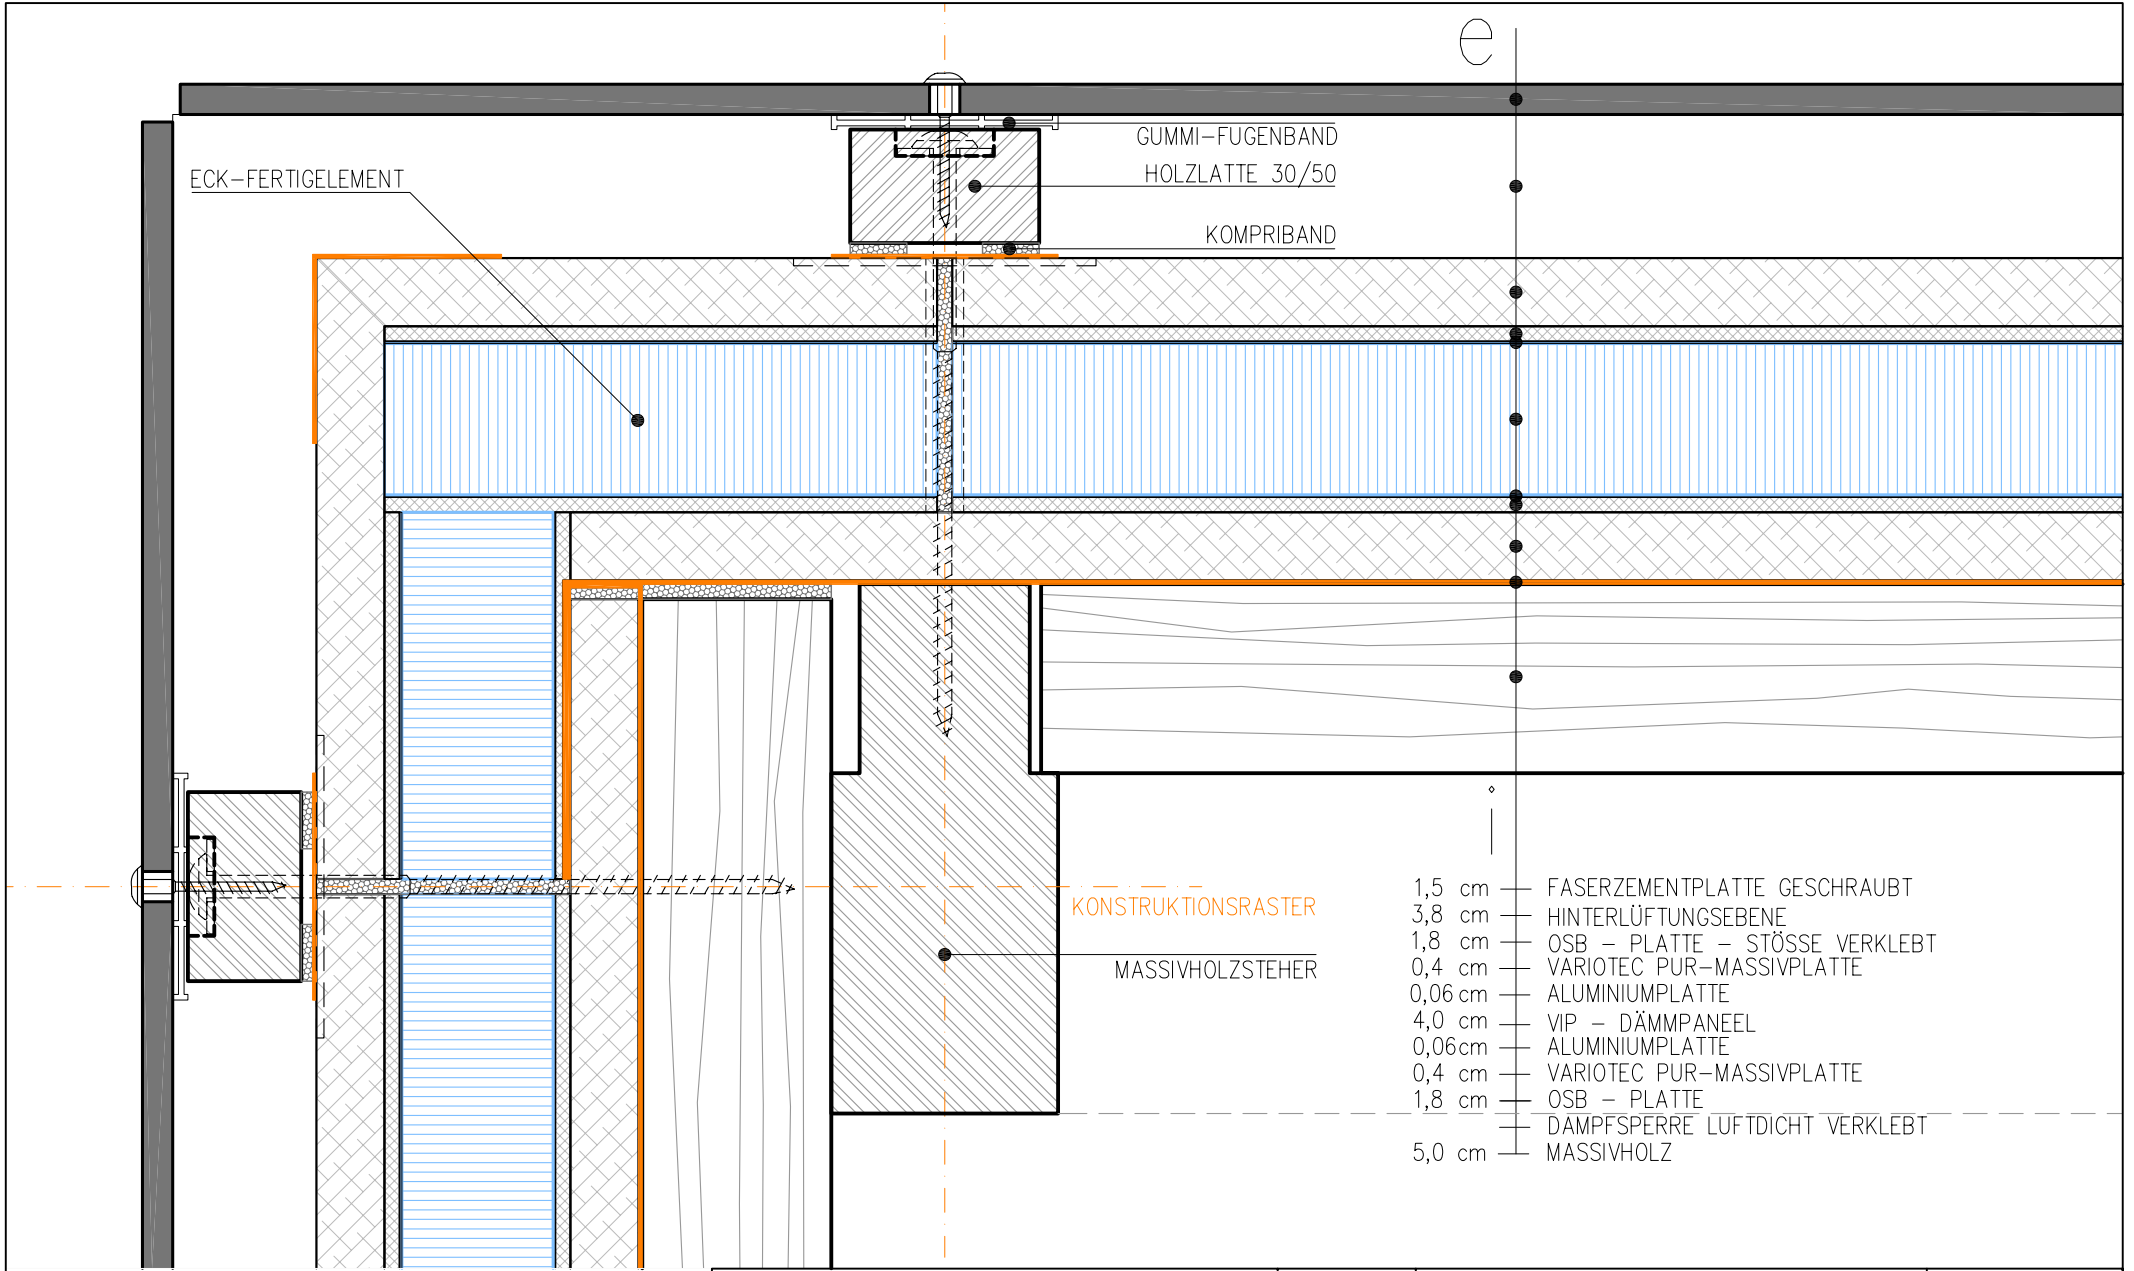 e
GUMMI-FUGENBAND
HOLZLATTE 30/50
ECK-FERTIGELEMENT
KOMPRIBAND
i
KONSTRUKTIONSRASTER
MASSIVHOLZSTEHER
1,5 cm FASERZEMENTPLATTE GESCHRAUBT
3,8 cm HINTERLÜFTUNGSEBENE
1,8 cm OSB - PLATTE - STÖSSE VERKLEBT
0,4 cm VARIOTEC PUR-MASSIVPLATTE
0,06 cm ALUMINIUMPLATTE
4,0 cm VIP - DÄMMPANEEL
0,06cm ALUMINIUMPLATTE
0,4 cm VARIOTEC PUR-MASSIVPLATTE
1,8 cm OSB - PLATTE
DAMPFSPERRE LUFTDICHT VERKLEBT
5,0 cm MASSIVHOLZ